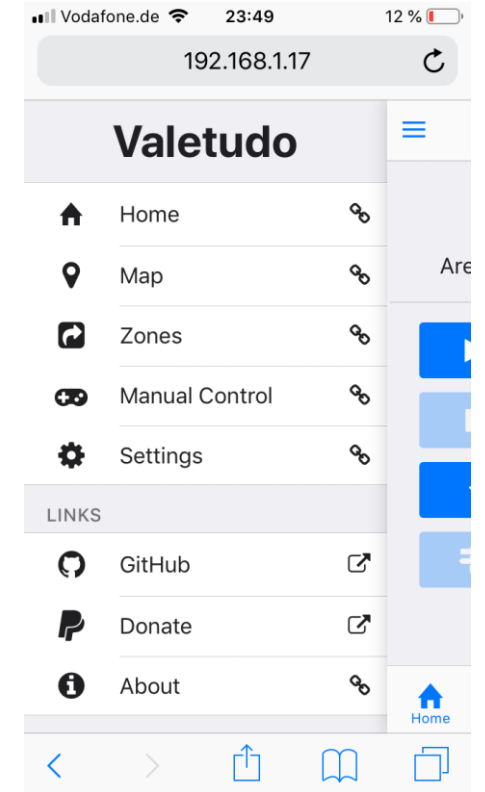 Vodafone.de 23:49 12 %
192.168.1.17
Valetudo
Home
Map
Are
Zones
Manual Control
Settings
LINKS
GitHub
Donate
About
Home